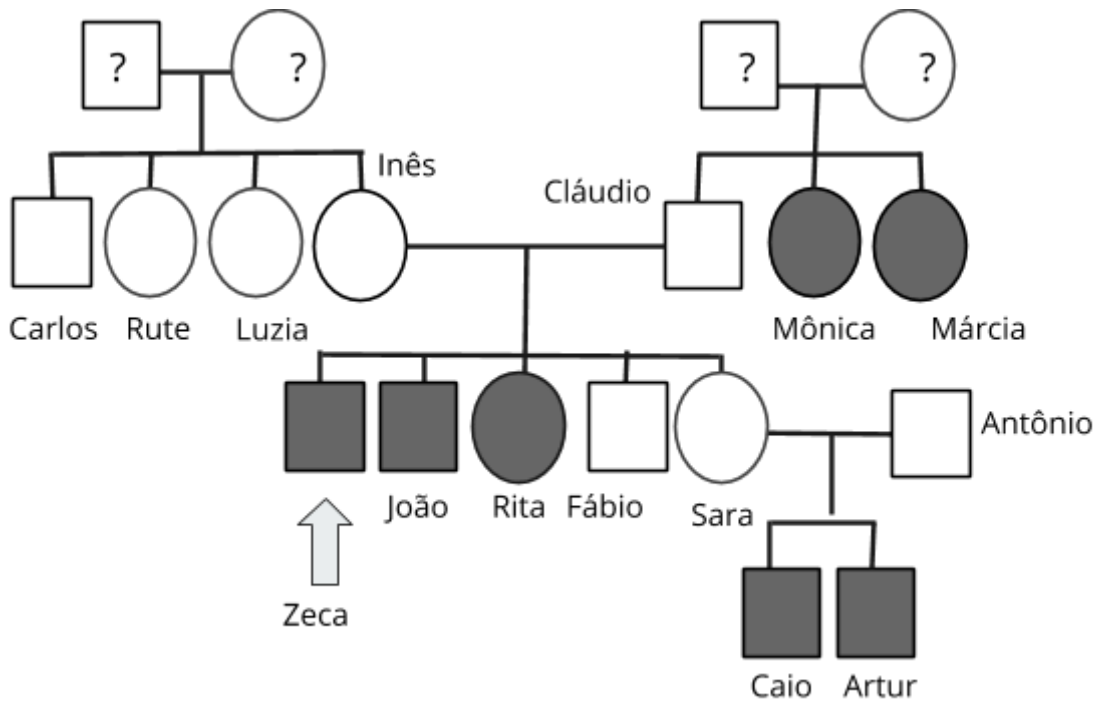 ? ? ? ?
Inês
Cláudio
Carlos Rute Luzia Mônica Márcia
Antônio
João Rita Fábio Sara
Zeca
Caio Artur